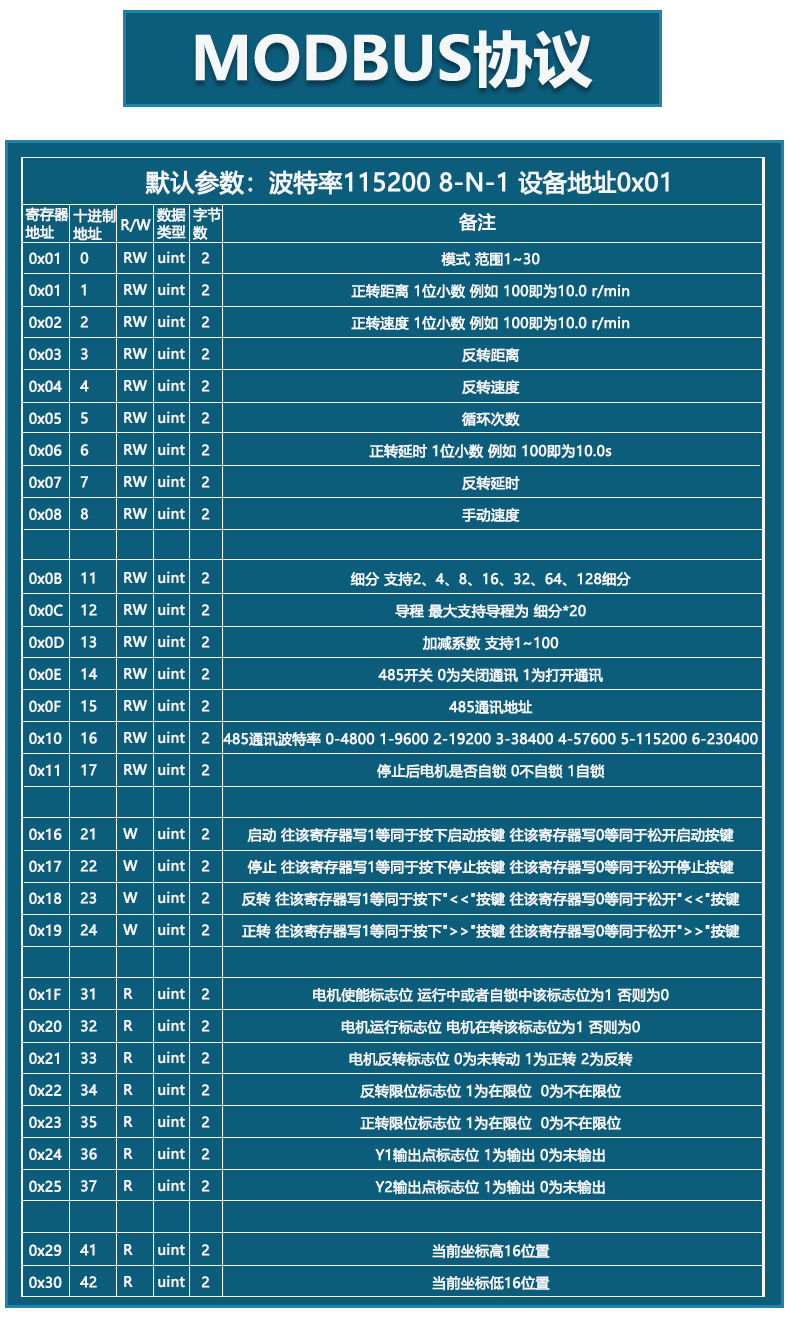 MODBUS协议
默认参数：波特率115200 8-N-1 设备地址0x01
寄存器地址 十进制地址 R/W 数据类型 字节数 备注
0x01 0 RW uint 2 模式 范围1~30
0x01 1 RW uint 2 正转距离 1位小数 例如 100即为10.0 r/min
0x02 2 RW uint 2 正转速度 1位小数 例如 100即为10.0 r/min
0x03 3 RW uint 2 反转距离
0x04 4 RW uint 2 反转速度
0x05 5 RW uint 2 循环次数
0x06 6 RW uint 2 正转延时 1位小数 例如 100即为10.0s
0x07 7 RW uint 2 反转延时
0x08 8 RW uint 2 手动速度
0x0B 11 RW uint 2 细分 支持2、4、8、16、32、64、128细分
0x0C 12 RW uint 2 导程 最大支持导程为 细分*20
0x0D 13 RW uint 2 加减系数 支持1~100
0x0E 14 RW uint 2 485开关 0为关闭通讯 1为打开通讯
0x0F 15 RW uint 2 485通讯地址
0x10 16 RW uint 2 485通讯波特率 0-4800 1-9600 2-19200 3-38400 4-57600 5-115200 6-230400
0x11 17 RW uint 2 停止后电机是否自锁 0不自锁 1自锁
0x16 21 W uint 2 启动 往该寄存器写1等同于按下启动按键 往该寄存器写0等同于松开启动按键
0x17 22 W uint 2 停止 往该寄存器写1等同于按下停止按键 往该寄存器写0等同于松开停止按键
0x18 23 W uint 2 反转 往该寄存器写1等同于按下"<<"按键 往该寄存器写0等同于松开"<<"按键
0x19 24 W uint 2 正转 往该寄存器写1等同于按下">>"按键 往该寄存器写0等同于松开">>"按键
0x1F 31 R uint 2 电机使能标志位 运行中或者自锁中该标志位为1 否则为0
0x20 32 R uint 2 电机运行标志位 电机在转该标志位为1 否则为0
0x21 33 R uint 2 电机反转标志位 0为未转动 1为正转 2为反转
0x22 34 R uint 2 反转限位标志位 1为在限位 0为不在限位
0x23 35 R uint 2 正转限位标志位 1为在限位 0为不在限位
0x24 36 R uint 2 Y1输出点标志位 1为输出 0为未输出
0x25 37 R uint 2 Y2输出点标志位 1为输出 0为未输出
0x29 41 R uint 2 当前坐标高16位置
0x30 42 R uint 2 当前坐标低16位置